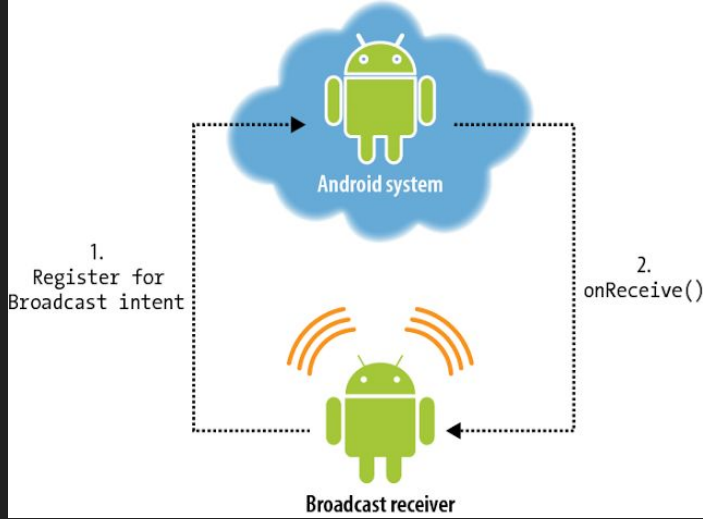 Android system
1.
Register for
Broadcast intent
2.
onReceive()
Broadcast receiver